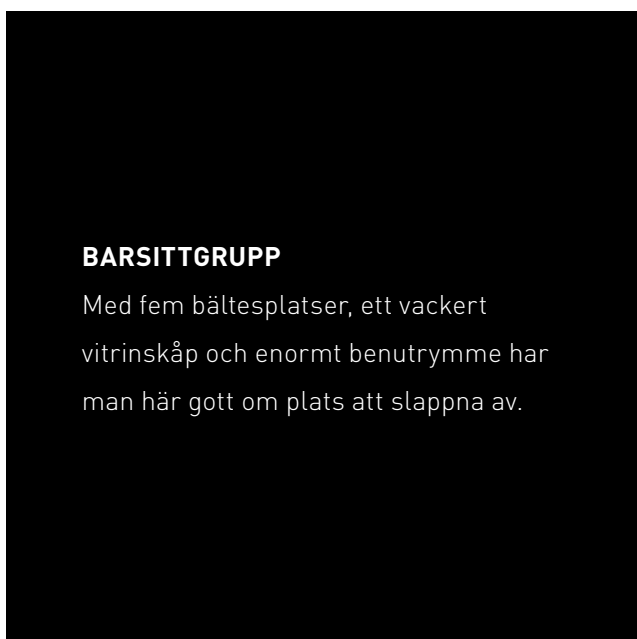 BARSITTGRUPP
Med fem bältesplatser, ett vackert
vitrinskåp och enormt benutrymme har
man här gott om plats att slappna av.